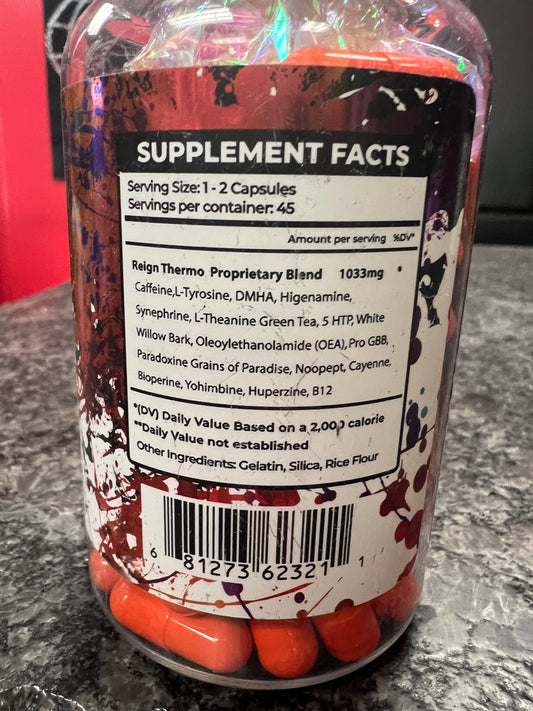 SUPPLEMENT FACTS
Serving Size: 1 - 2 Capsules
Servings per container: 45
Amount per serving %DV*
Reign Thermo Proprietary Blend 1033mg *
Caffeine,L-Tyrosine, DMHA, Higenamine,
Synephrine, L-Theanine Green Tea, 5 HTP, White
Willow Bark, Oleoylethanolamide (OEA), Pro GBB,
Paradoxine Grains of Paradise, Noopept, Cayenne,
Bioperine, Yohimbine, Huperzine, B12
*(DV) Daily Value Based on a 2,000 calorie
**Daily Value not established
Other Ingredients: Gelatin, Silica, Rice Flour
6 81273 62321 1